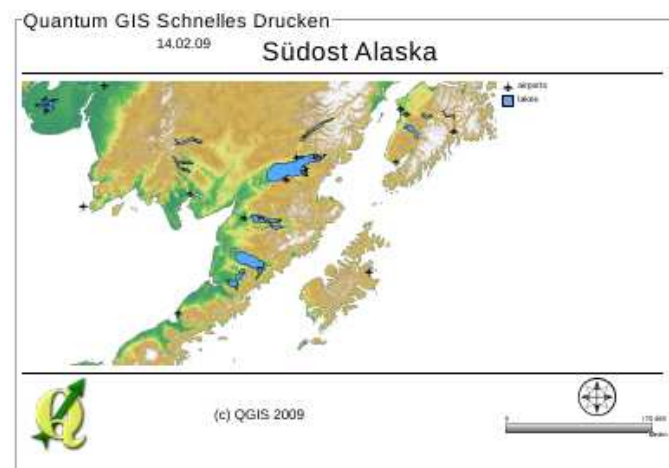 Quantum GIS Schnelles Drucken
14.02.09
Südost Alaska
airports
lakes
(c) QGIS 2009
0